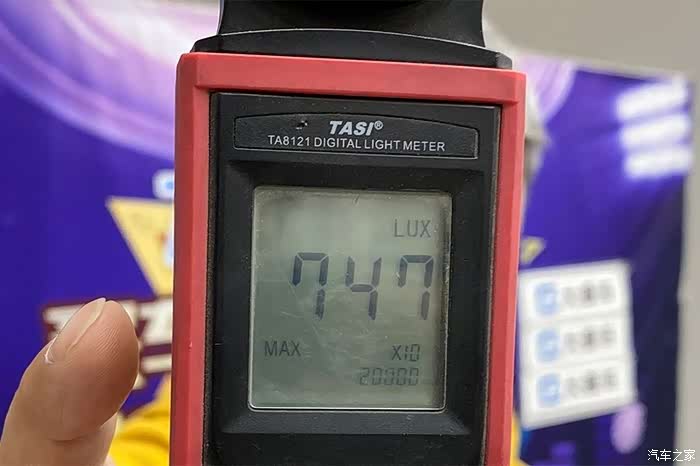 TASI®
TA8121 DIGITAL LIGHT METER
LUX
747
MAX X10
20000
汽车之家